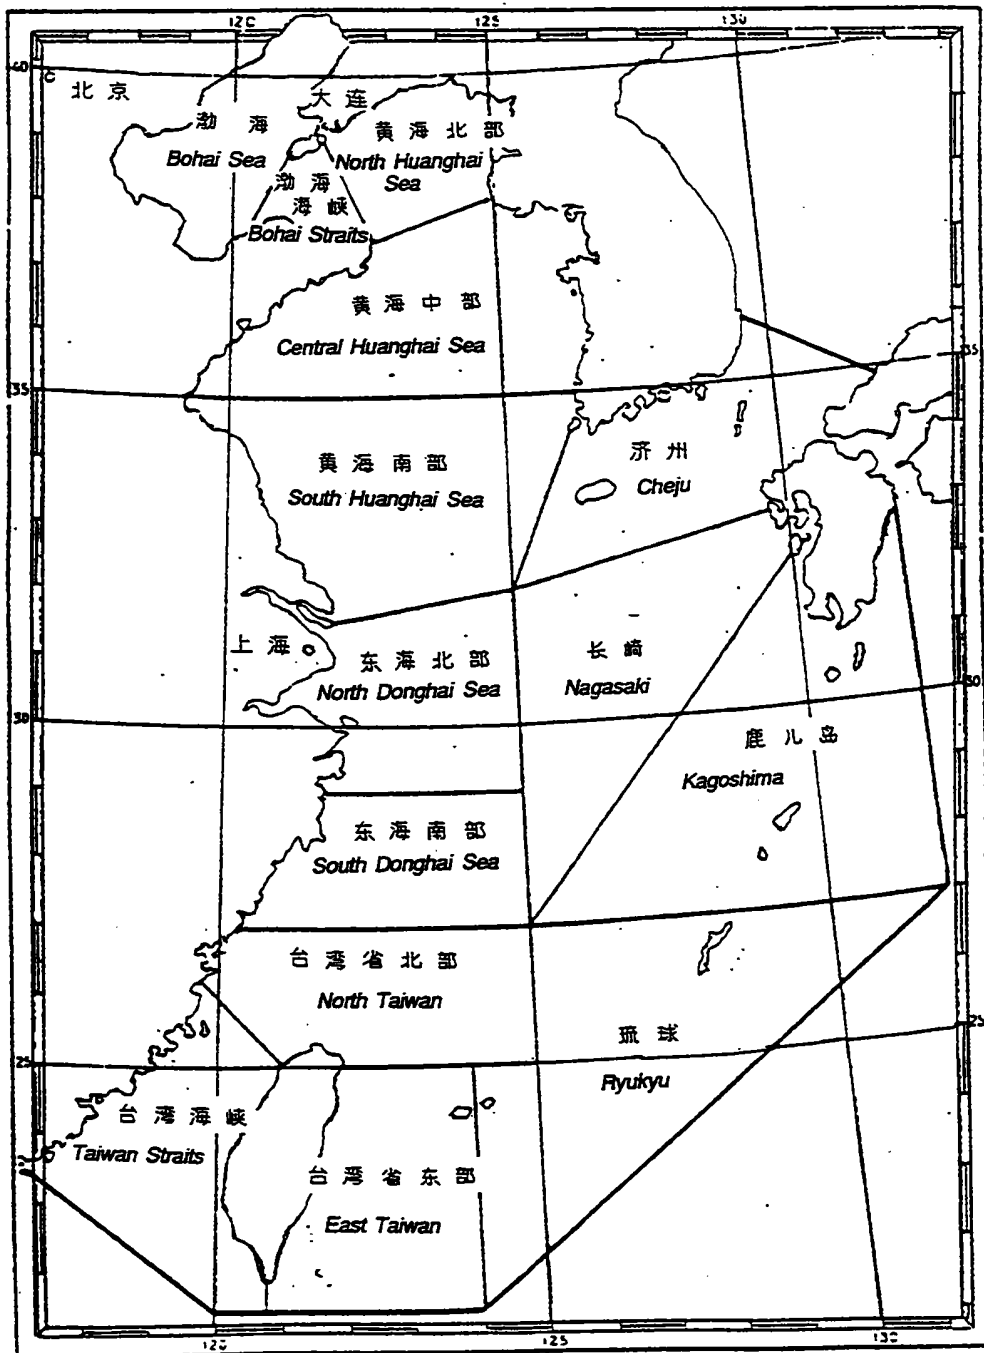 120 125 130
40
北京
大连
渤海
Bohai Sea
黄海北部
North Huanghai
Sea
渤海
海峡
Bohai Straits
黄海中部
Central Huanghai Sea
35 35
黄海南部
South Huanghai Sea
济州
Cheju
上海
东海北部
North Donghai Sea
长崎
Nagasaki
30 30
鹿儿岛
Kagoshima
东海南部
South Donghai Sea
台湾省北部
North Taiwan
琉球
Ryukyu
25 25
台湾海峡
Taiwan Straits
台湾省东部
East Taiwan
120 125 130